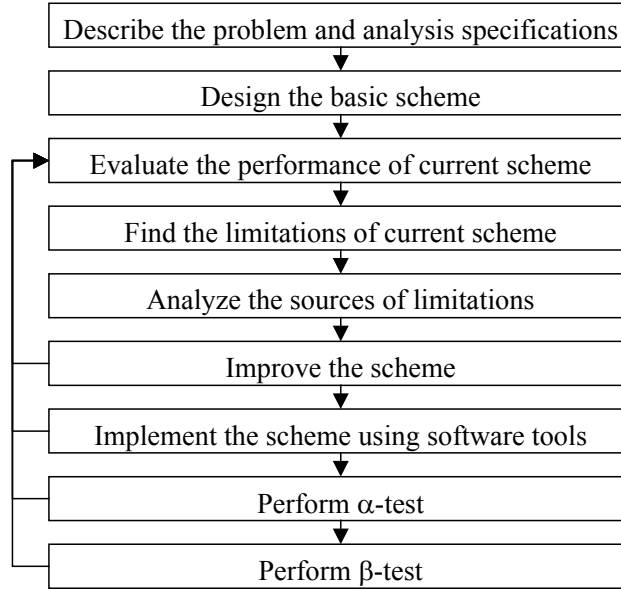 Describe the problem and analysis specifications
Design the basic scheme
Evaluate the performance of current scheme
Find the limitations of current scheme
Analyze the sources of limitations
Improve the scheme
Implement the scheme using software tools
Perform α-test
Perform β-test